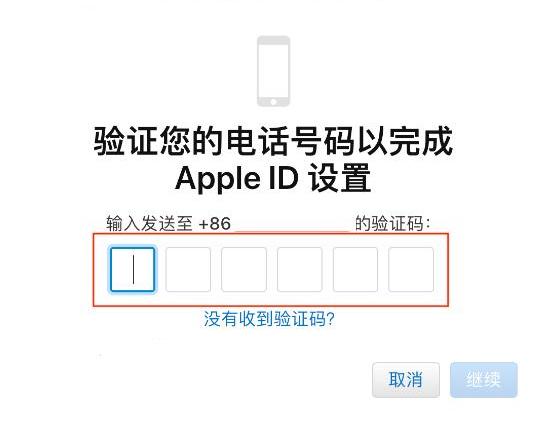 验证您的电话号码以完成
Apple ID 设置
输入发送至 +86 的验证码：
没有收到验证码？
取消 继续